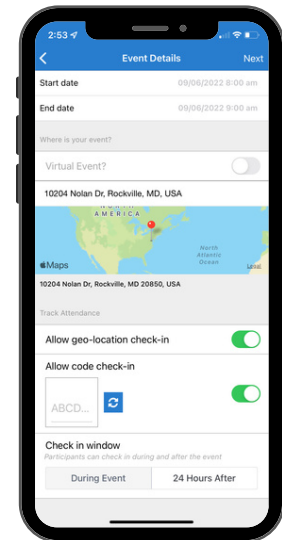 2:53
Event Details
Next
Start date
09/06/2022 8:00 am
End date
09/06/2022 9:00 am
Where is your event?
Virtual Event?
10204 Nolan Dr, Rockville, MD, USA
NORTH
AMERICA
North
Atlantic
Ocean
Maps
Legal
10204 Nolan Dr, Rockville, MD 20850, USA
Track Attendance
Allow geo-location check-in
Allow code check-in
ABCD...
Check in window
Participants can check in during and after the event
During Event
24 Hours After